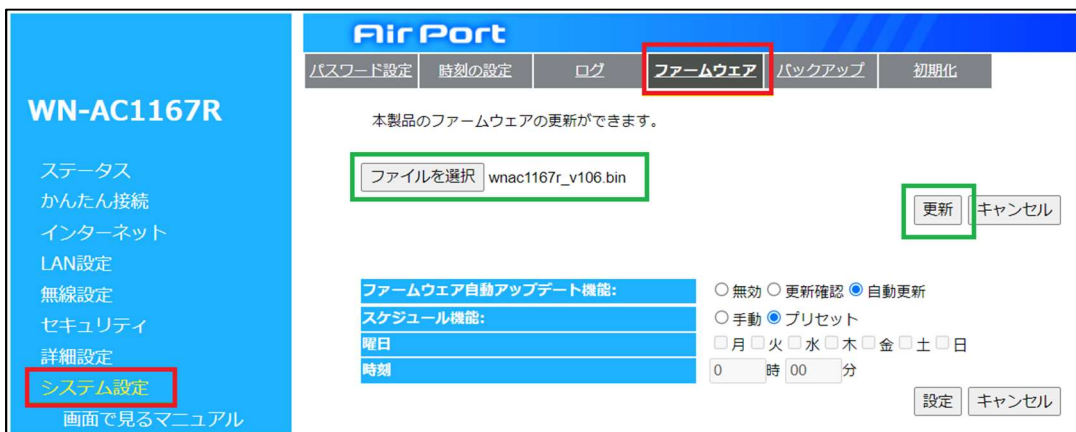 Air Port
パスワード設定 時刻の設定 ログ ファームウェア バックアップ 初期化
WN-AC1167R
ステータス
かんたん接続
インターネット
LAN設定
無線設定
セキュリティ
詳細設定
システム設定
画面で見るマニュアル
本製品のファームウェアの更新ができます。
ファイルを選択 wnac1167r_v106.bin
更新 キャンセル
ファームウェア自動アップデート機能: 無効 更新確認 自動更新
スケジュール機能: 手動 プリセット
曜日 月 火 水 木 金 土 日
時刻 0 時 00 分
設定 キャンセル